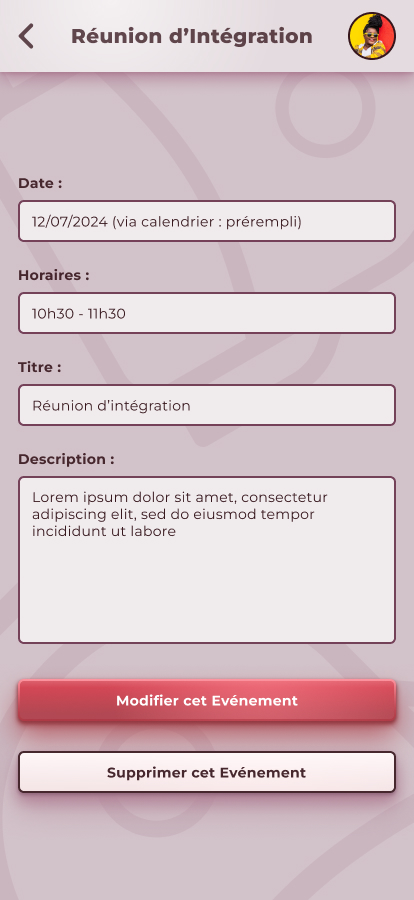 Réunion d’Intégration
Date :
12/07/2024 (via calendrier : prérempli)
Horaires :
10h30 - 11h30
Titre :
Réunion d’intégration
Description :
Lorem ipsum dolor sit amet, consectetur
adipiscing elit, sed do eiusmod tempor
incididunt ut labore
Modifier cet Evénement
Supprimer cet Evénement